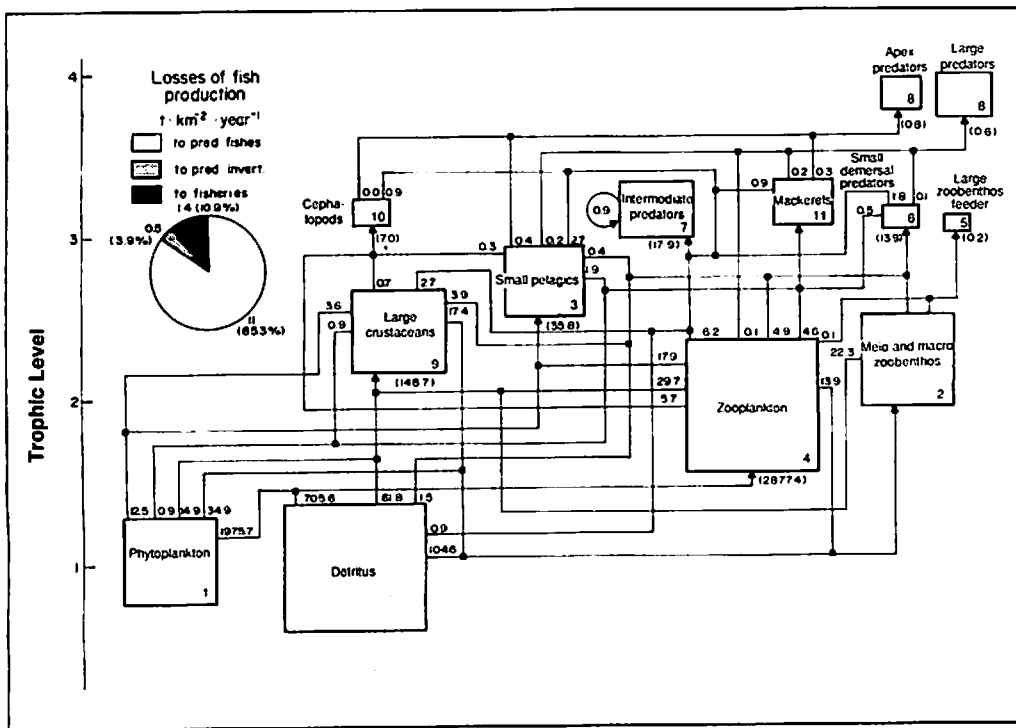 Trophic Level
4
3
2
1
Losses of fish
production
t · km⁻² · year⁻¹
to pred fishes
to pred invert.
to fisheries
1.4 (10.9%)
0.5
(3.9%)
11
(85.3%)
Apex
predators
8
(0.8)
Large
predators
8
(0.6)
Cepha-
lopods
0.0 0.9
10
(17.0)
0.9
Intermediate
predators
7
(17.9)
0.9
0.2 0.3
Mackerels
11
Small
demersal
predators
1.8 0.1
0.5
6
(13.9)
Large
zoobenthos
feeder
5
(0.2)
0.3
0.4 0.2 2.7
0.4
1.9
Small pelagics
3
(35.8)
0.7 2.7
3.6
0.9
3.9
17.4
Large
crustaceans
9
(148.7)
6.2 0.1 4.9 4.0 0.1
17.9
29.7
5.7
13.9
Zooplankton
4
(2877.4)
22.3
Meio and macro
zoobenthos
2
12.5 0.9 34.9
1975.7
Phytoplankton
1
705.6 61.8 1.5
0.9
104.6
Detritus